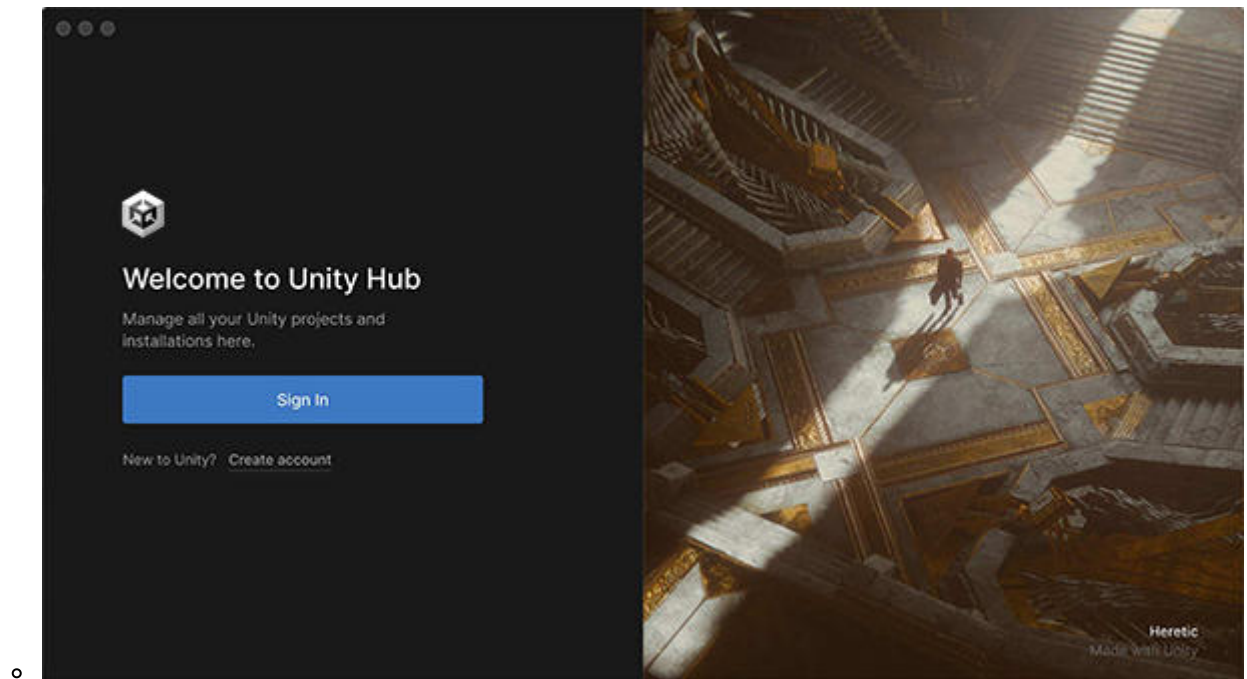 Welcome to Unity Hub
Manage all your Unity projects and
installations here.
Sign In
New to Unity? Create account
Heretic
Made with Unity